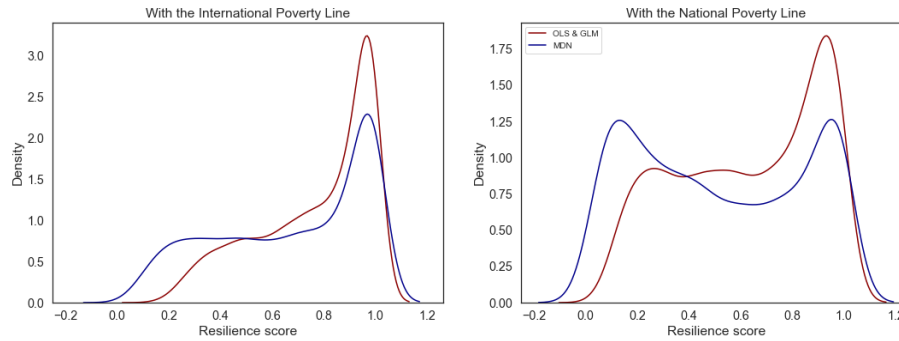 With the International Poverty Line
3.0
2.5
2.0
1.5
1.0
0.5
0.0
Density
−0.2 0.0 0.2 0.4 0.6 0.8 1.0 1.2
Resilience score
With the National Poverty Line
OLS & GLM
MDN
1.75
1.50
1.25
1.00
0.75
0.50
0.25
0.00
Density
−0.2 0.0 0.2 0.4 0.6 0.8 1.0 1.2
Resilience score